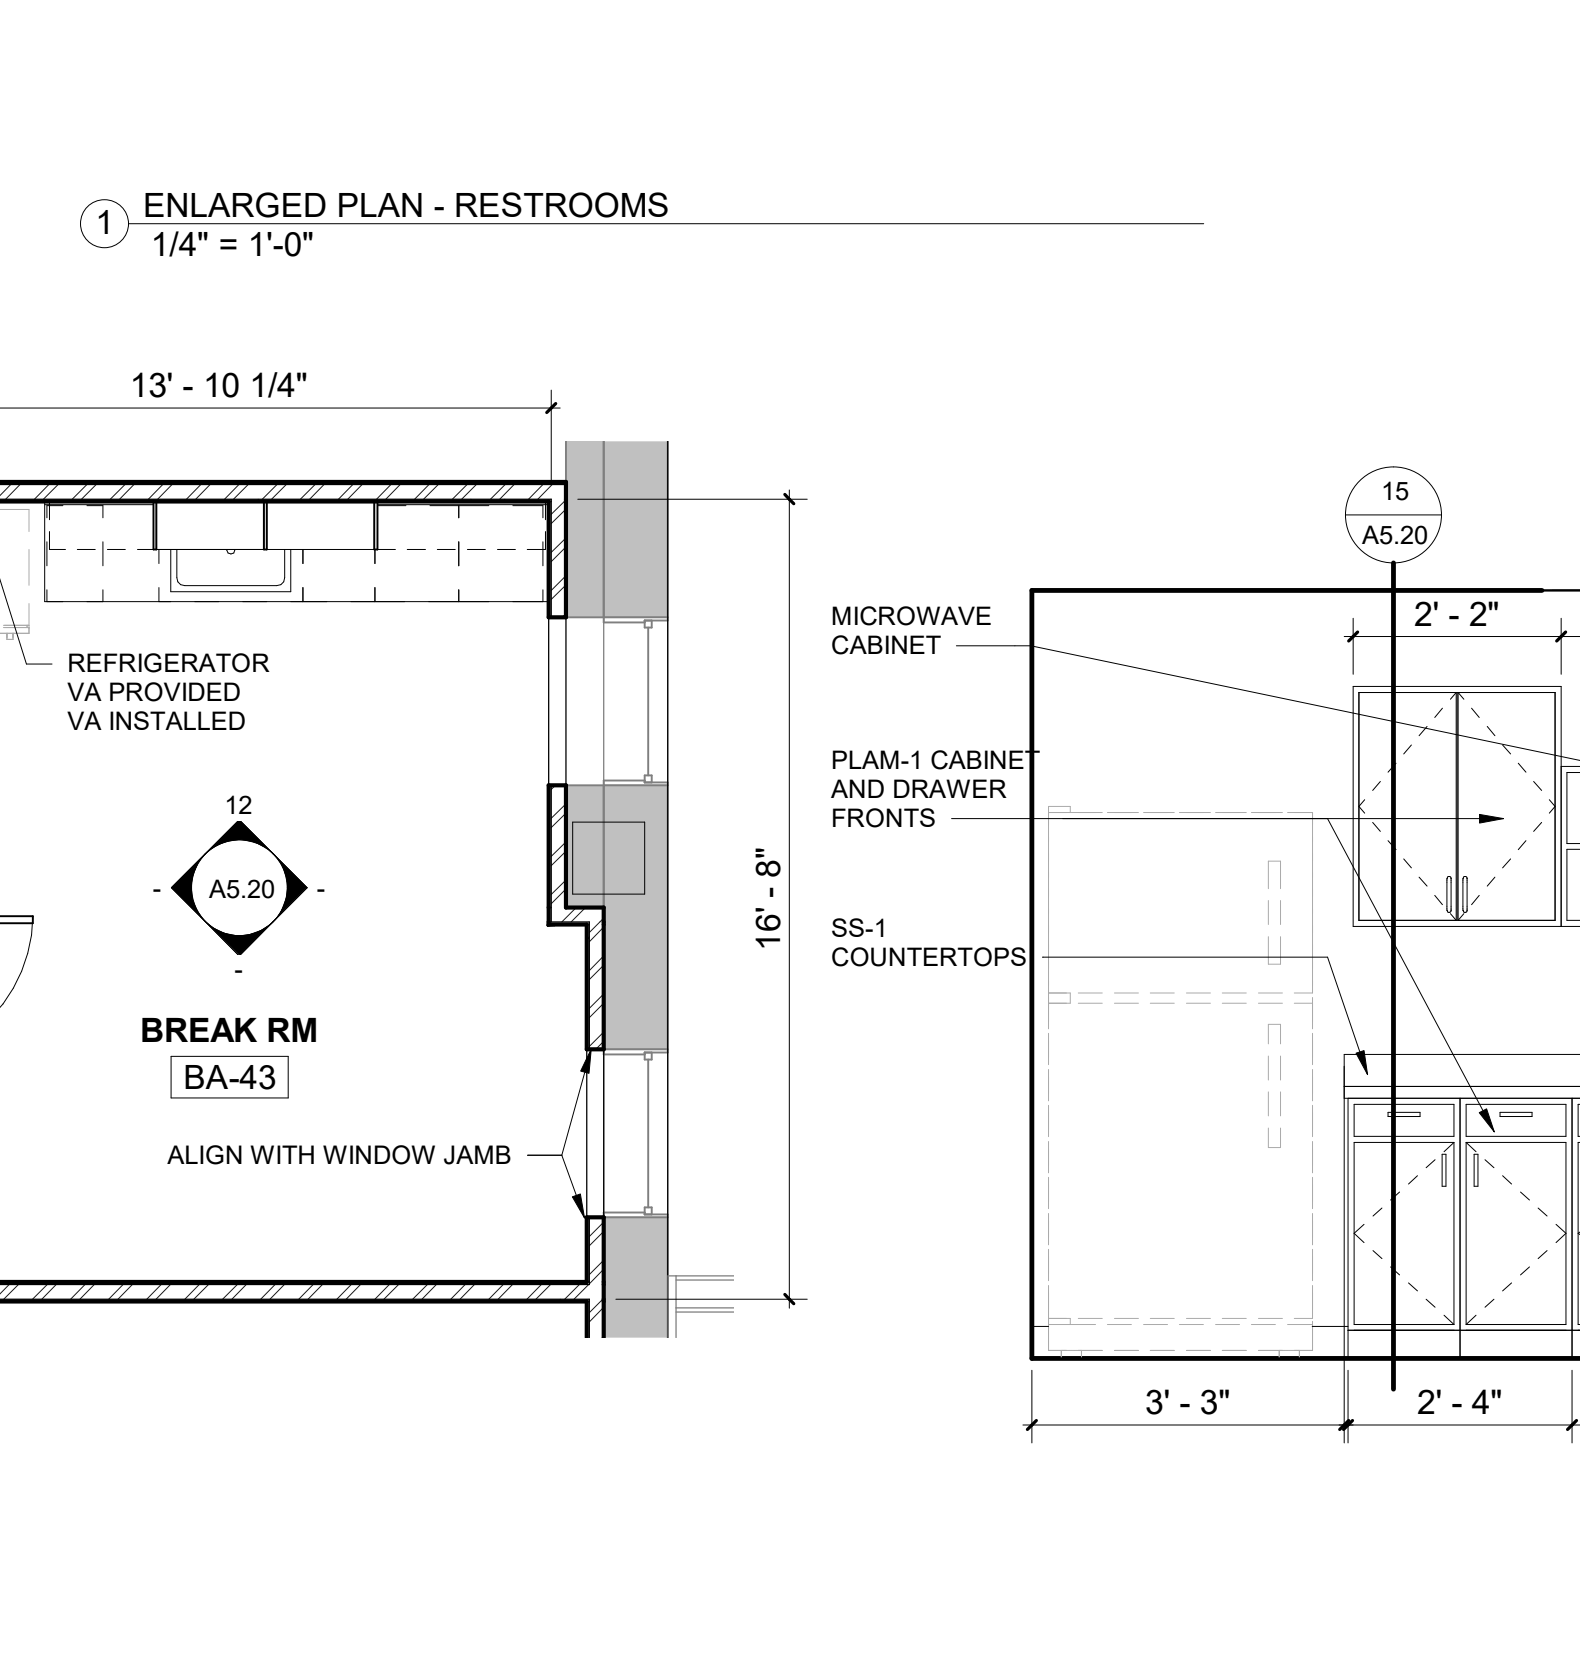 1
ENLARGED PLAN - RESTROOMS
1/4" = 1'-0"
13' - 10 1/4"
REFRIGERATOR
VA PROVIDED
VA INSTALLED
12
- A5.20 -
-
BREAK RM
BA-43
ALIGN WITH WINDOW JAMB
16' - 8"
15
A5.20
2' - 2"
MICROWAVE
CABINET
PLAM-1 CABINET
AND DRAWER
FRONTS
SS-1
COUNTERTOPS
3' - 3"
2' - 4"